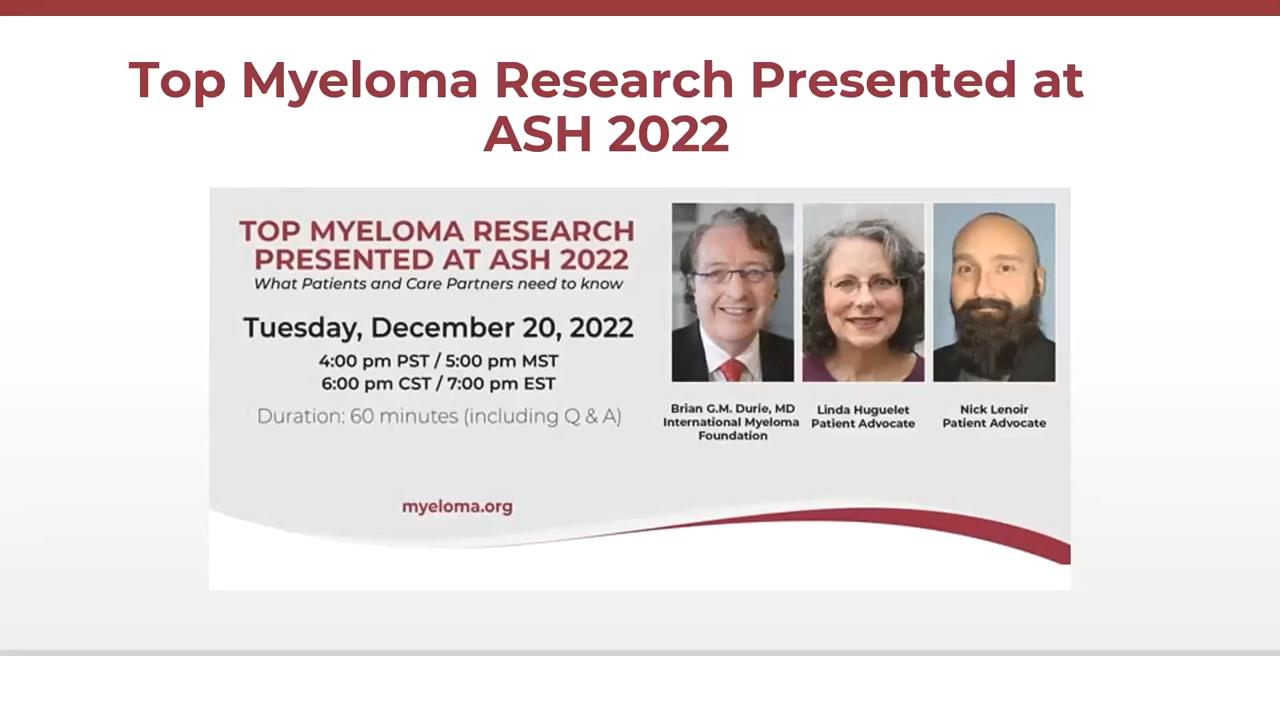 Top Myeloma Research Presented at
ASH 2022
TOP MYELOMA RESEARCH
PRESENTED AT ASH 2022
What Patients and Care Partners need to know
Tuesday, December 20, 2022
4:00 pm PST / 5:00 pm MST
6:00 pm CST / 7:00 pm EST
Duration: 60 minutes (including Q & A)
myeloma.org
Brian G.M. Durie, MD
International Myeloma
Foundation
Linda Huguelet
Patient Advocate
Nick Lenoir
Patient Advocate